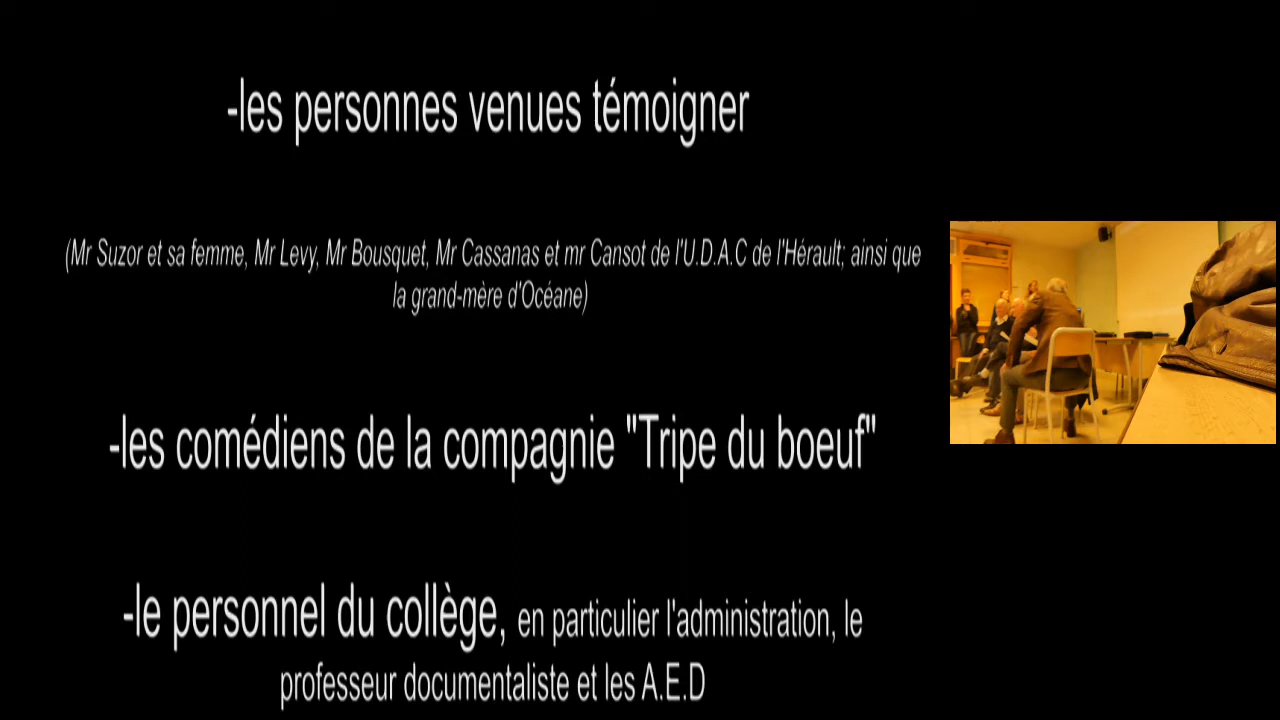 -les personnes venues témoigner
(Mr Suzor et sa femme, Mr Levy, Mr Bousquet, Mr Cassanas et mr Cansot de l'U.D.A.C de l'Hérault; ainsi que
la grand-mère d'Océane)
-les comédiens de la compagnie "Tripe du boeuf"
-le personnel du collège, en particulier l'administration, le
professeur documentaliste et les A.E.D